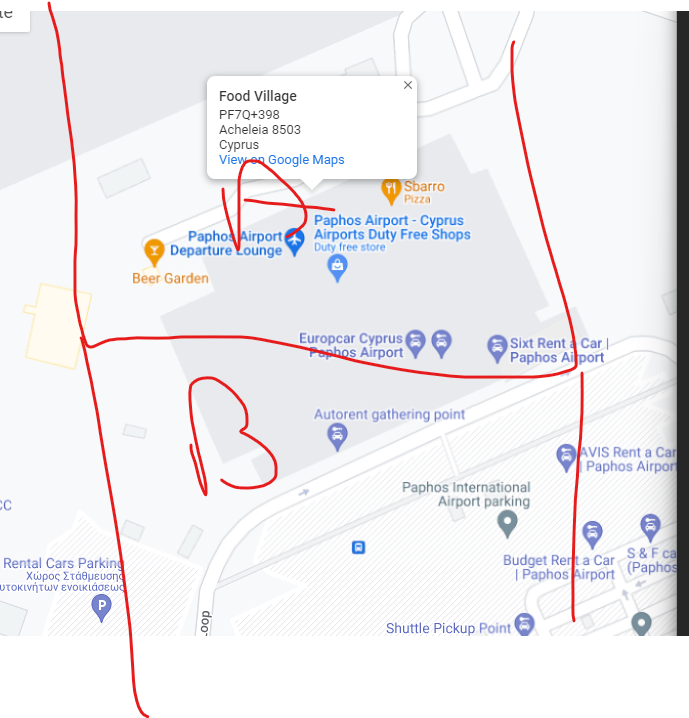 te
Food Village
PF7Q+398
Acheleia 8503
Cyprus
View on Google Maps
Sbarro
Pizza
A
Paphos Airport - Cyprus
Airports Duty Free Shops
Duty free store
Paphos Airport
Departure Lounge
Beer Garden
Europcar Cyprus
Paphos Airport
Sixt Rent a Car |
Paphos Airport
B
Autorent gathering point
AVIS Rent a Car
| Paphos Airport
Paphos International
Airport parking
CC
Rental Cars Parking
Χώρος Στάθμευσης
υτοκινήτων ενοικιάσεως
P
Budget Rent a Car
| Paphos Airport
S & F ca
(Paphos
Loop
Shuttle Pickup Point